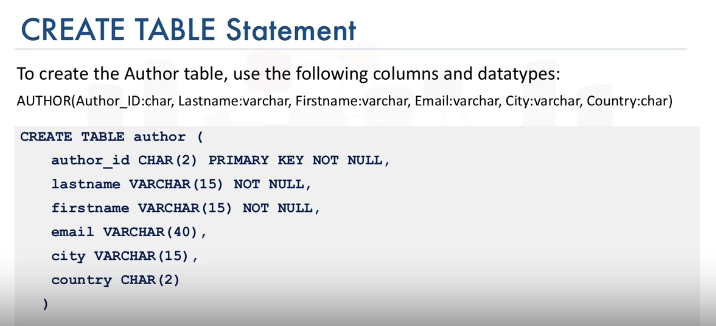 CREATE TABLE Statement
To create the Author table, use the following columns and datatypes:
AUTHOR(Author_ID:char, Lastname:varchar, Firstname:varchar, Email:varchar, City:varchar, Country:char)
CREATE TABLE author (
author_id CHAR(2) PRIMARY KEY NOT NULL,
lastname VARCHAR(15) NOT NULL,
firstname VARCHAR(15) NOT NULL,
email VARCHAR(40),
city VARCHAR(15),
country CHAR(2)
)